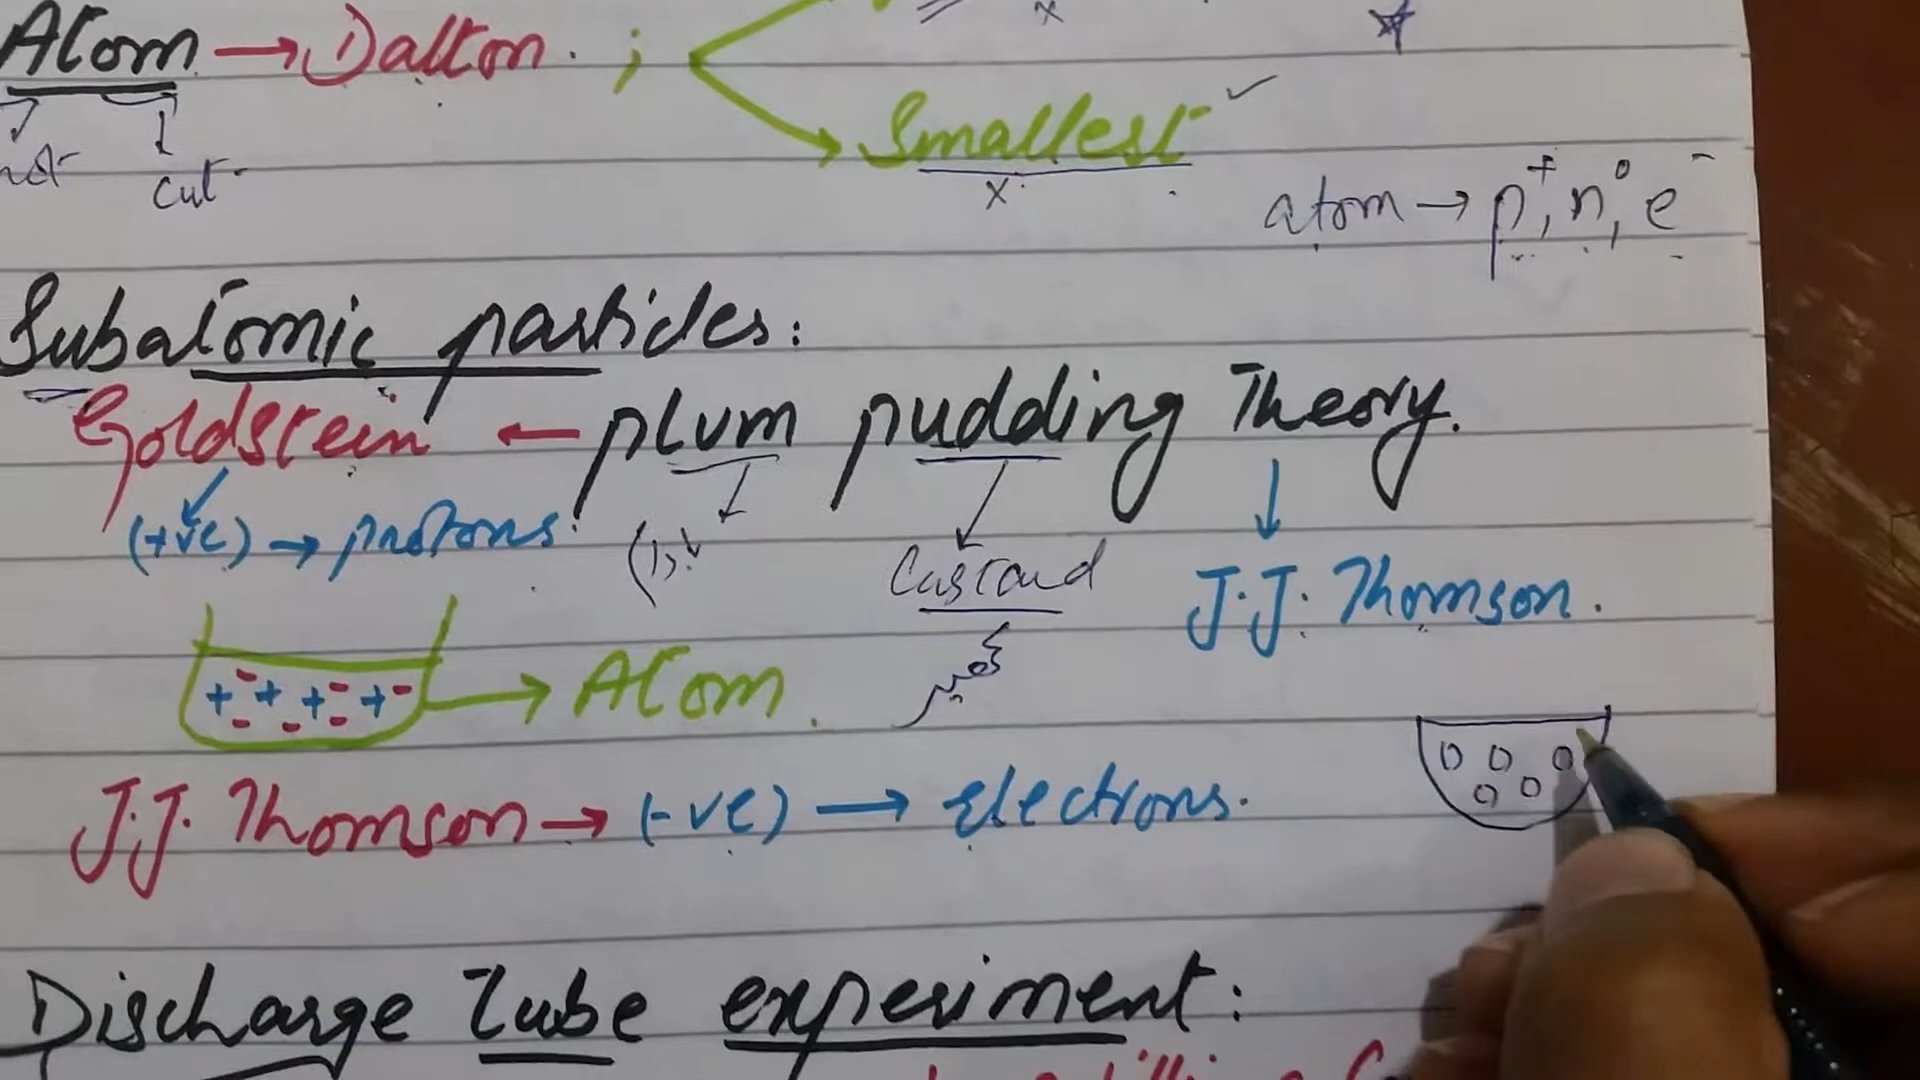 Atom → Dalton. ;
Smallest ✓
not cut x
atom → p⁺, n⁰, e⁻
Subatomic particles:
Goldstein ← plum pudding Theory.
(+ve) → protons.
Custard J.J. Thomson.
کھیر
+ - + + - + -
- - -
→ Atom.
J.J. Thomson → (-ve) → electrons.
Discharge Tube experiment: